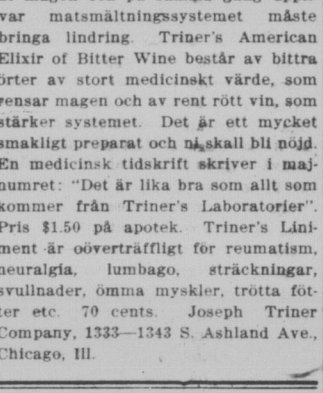 var matsmältningssystemet måste
bringa lindring. Triner's American
Elixir of Bitter Wine består av bittra
örter av stort medicinskt värde, som
rensar magen och av rent rött vin, som
stärker systemet. Det är ett mycket
smakligt preparat och ni skall bli nöjd.
En medicinsk tidskrift skriver i maj-
numret: "Det är lika bra som allt som
kommer från Triner's Laboratorier".
Pris $1.50 på apotek. Triner's Lini-
ment är oöverträffligt för reumatism,
neuralgia, lumbago, sträckningar,
svullnader, ömma myskler, trötta föt-
ter etc. 70 cents. Joseph Triner
Company, 1333—1343 S. Ashland Ave.,
Chicago, Ill.